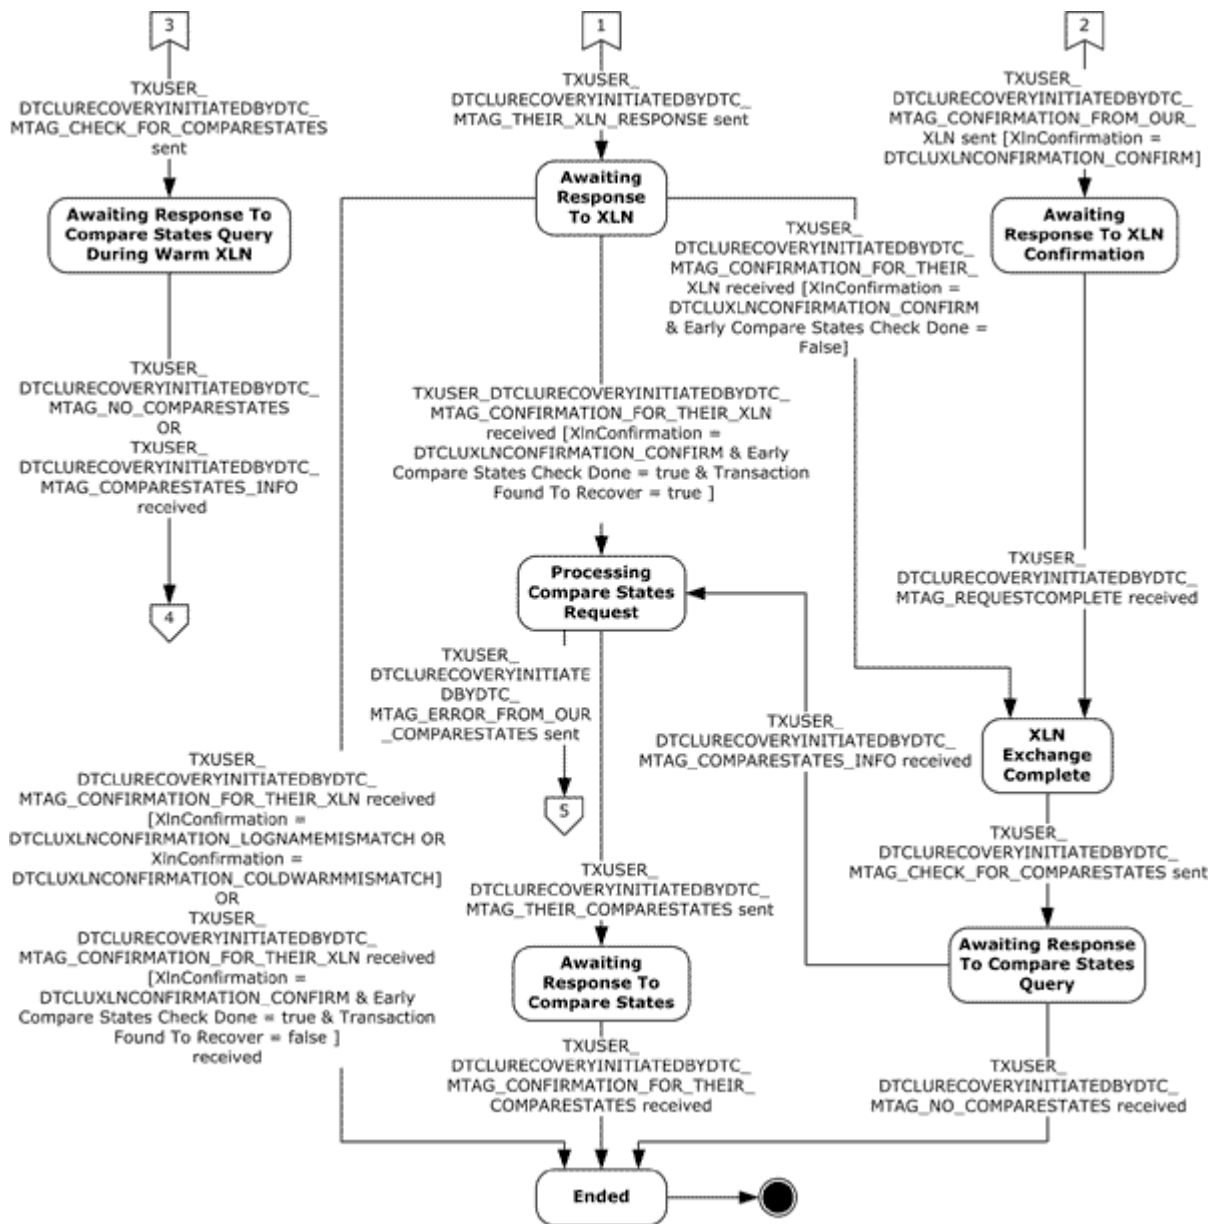 3
1
2
TXUSER_
DTCLURECOVERYINITIATEDBYDTC_
MTAG_CHECK_FOR_COMPARESTATES
sent
TXUSER_
DTCLURECOVERYINITIATEDBYDTC_
MTAG_THEIR_XLN_RESPONSE sent
TXUSER_
DTCLURECOVERYINITIATEDBYDTC_
MTAG_CONFIRMATION_FROM_OUR_
XLN sent [XlnConfirmation =
DTCLUXLNCONFIRMATION_CONFIRM]
Awaiting Response To
Compare States Query
During Warm XLN
Awaiting
Response
To XLN
Awaiting
Response To XLN
Confirmation
TXUSER_
DTCLURECOVERYINITIATEDBYDTC_
MTAG_CONFIRMATION_FOR_THEIR_
XLN received [XlnConfirmation =
DTCLUXLNCONFIRMATION_CONFIRM
& Early Compare States Check Done =
False]
TXUSER_
DTCLURECOVERYINITIATEDBYDTC_
MTAG_NO_COMPARESTATES
OR
TXUSER_
DTCLURECOVERYINITIATEDBYDTC_
MTAG_COMPARESTATES_INFO
received
TXUSER_DTCLURECOVERYINITIATEDBYDTC_
MTAG_CONFIRMATION_FOR_THEIR_XLN
received [XlnConfirmation =
DTCLUXLNCONFIRMATION_CONFIRM & Early
Compare States Check Done = true & Transaction
Found To Recover = true ]
4
Processing
Compare States
Request
TXUSER_
DTCLURECOVERYINITIATEDBYDTC_
MTAG_REQUESTCOMPLETE received
TXUSER_
DTCLURECOVERYINITIATE
DBYDTC_
MTAG_ERROR_FROM_OUR
_COMPARESTATES sent
TXUSER_
DTCLURECOVERYINITIATEDBYDTC_
MTAG_COMPARESTATES_INFO received
XLN
Exchange
Complete
5
TXUSER_
DTCLURECOVERYINITIATEDBYDTC_
MTAG_CONFIRMATION_FOR_THEIR_XLN received
[XlnConfirmation =
DTCLUXLNCONFIRMATION_LOGNAMEMISMATCH OR
XlnConfirmation =
DTCLUXLNCONFIRMATION_COLDWARMMISMATCH]
OR
TXUSER_
DTCLURECOVERYINITIATEDBYDTC_
MTAG_CONFIRMATION_FOR_THEIR_XLN received
[XlnConfirmation =
DTCLUXLNCONFIRMATION_CONFIRM & Early
Compare States Check Done = true & Transaction
Found To Recover = false ]
received
TXUSER_
DTCLURECOVERYINITIATEDBYDTC_
MTAG_THEIR_COMPARESTATES sent
TXUSER_
DTCLURECOVERYINITIATEDBYDTC_
MTAG_CHECK_FOR_COMPARESTATES sent
Awaiting
Response To
Compare States
Awaiting Response
To Compare States
Query
TXUSER_
DTCLURECOVERYINITIATEDBYDTC_
MTAG_CONFIRMATION_FOR_THEIR_
COMPARESTATES received
TXUSER_
DTCLURECOVERYINITIATEDBYDTC_
MTAG_NO_COMPARESTATES received
Ended